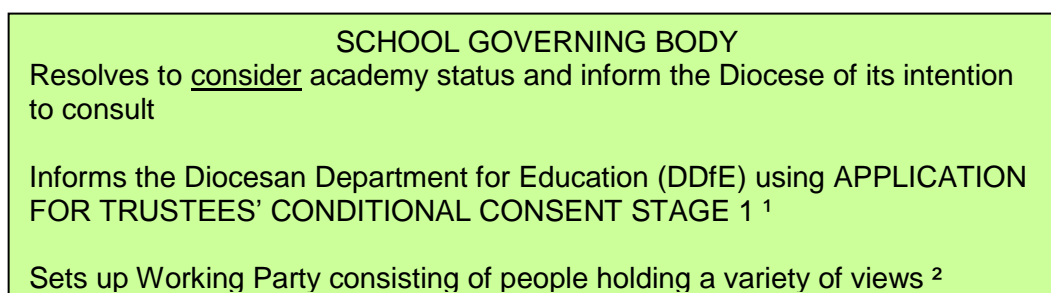 SCHOOL GOVERNING BODY
Resolves to consider academy status and inform the Diocese of its intention
to consult
Informs the Diocesan Department for Education (DDfE) using APPLICATION
FOR TRUSTEES’ CONDITIONAL CONSENT STAGE 1 ¹
Sets up Working Party consisting of people holding a variety of views ²